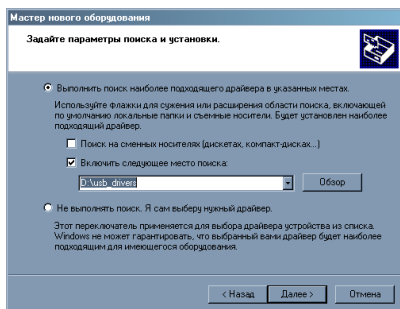 Мастер нового оборудования
Задайте параметры поиска и установки.
Выполнить поиск наиболее подходящего драйвера в указанных местах.
Используйте флажки для сужения или расширения области поиска, включающей
по умолчанию локальные папки и съемные носители. Будет установлен наиболее
подходящий драйвер.
Поиск на сменных носителях (дискетах, компакт-дисках...)
Включить следующее место поиска:
D:\usb_drivers
Обзор
Не выполнять поиск. Я сам выберу нужный драйвер.
Этот переключатель применяется для выбора драйвера устройства из списка.
Windows не может гарантировать, что выбранный вами драйвер будет наиболее
подходящим для имеющегося оборудования.
< Назад
Далее >
Отмена